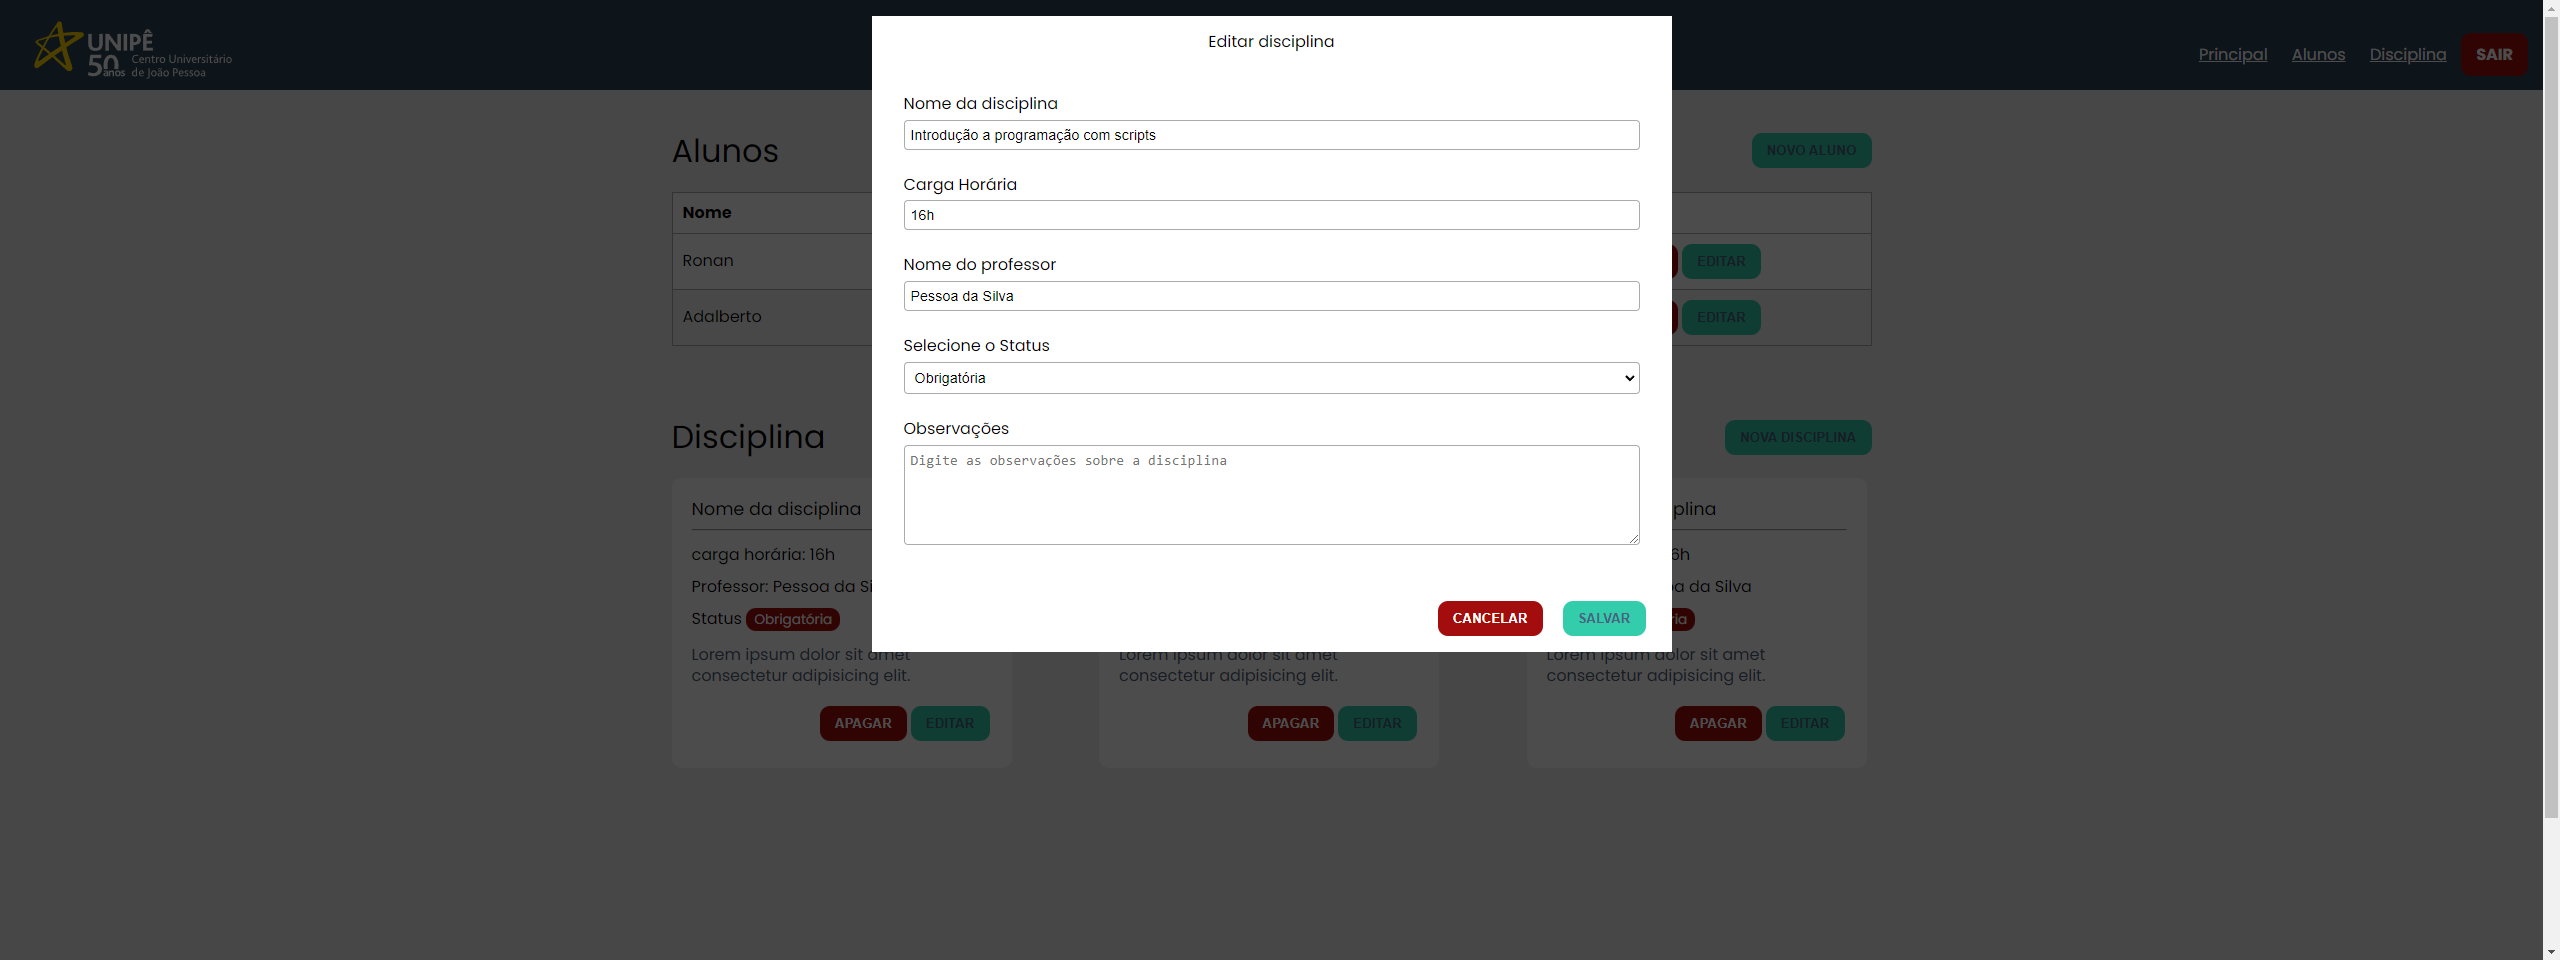 UNIPÊ
50 anos
Centro Universitário
de João Pessoa
Principal
Alunos
Disciplina
SAIR
Editar disciplina
Nome da disciplina
Introdução a programação com scripts
Carga Horária
16h
Nome do professor
Pessoa da Silva
Selecione o Status
Obrigatória
Observações
Digite as observações sobre a disciplina
CANCELAR
SALVAR
Alunos
NOVO ALUNO
Nome
Ronan
EDITAR
Adalberto
EDITAR
Disciplina
NOVA DISCIPLINA
Nome da disciplina
carga horária: 16h
Professor: Pessoa da Si
Status Obrigatória
Lorem ipsum dolor sit amet
consectetur adipisicing elit.
APAGAR
EDITAR
Lorem ipsum dolor sit amet
consectetur adipisicing elit.
APAGAR
EDITAR
plina
6h
a da Silva
ria
Lorem ipsum dolor sit amet
consectetur adipisicing elit.
APAGAR
EDITAR